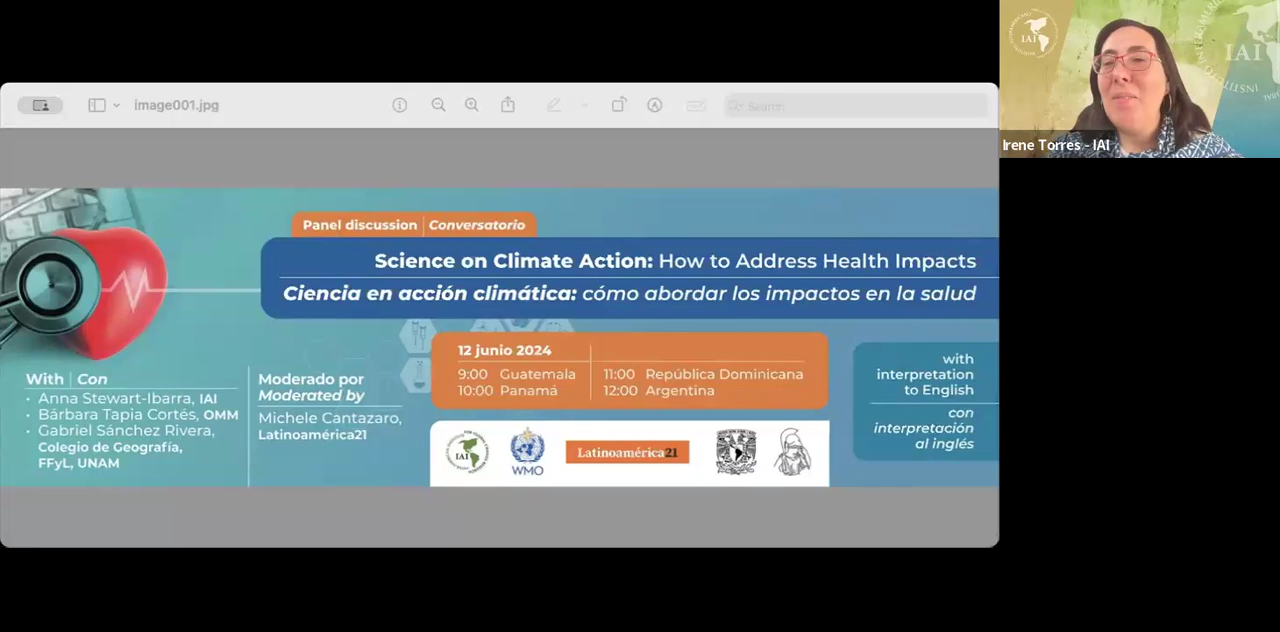 image001.jpg
Search
Panel discussion | Conversatorio
Science on Climate Action: How to Address Health Impacts
Ciencia en acción climática: cómo abordar los impactos en la salud
With | Con
• Anna Stewart-Ibarra, IAI
• Bárbara Tapia Cortés, OMM
• Gabriel Sánchez Rivera,
Colegio de Geografía,
FFyL, UNAM
Moderado por
Moderated by
Michele Cantazaro,
Latinoamérica21
12 junio 2024
9:00 Guatemala
10:00 Panamá
11:00 República Dominicana
12:00 Argentina
with
interpretation
to English
con
interpretación
al inglés
IAI
WMO
Latinoamérica21
IAI
IAI
Irene Torres - IAI